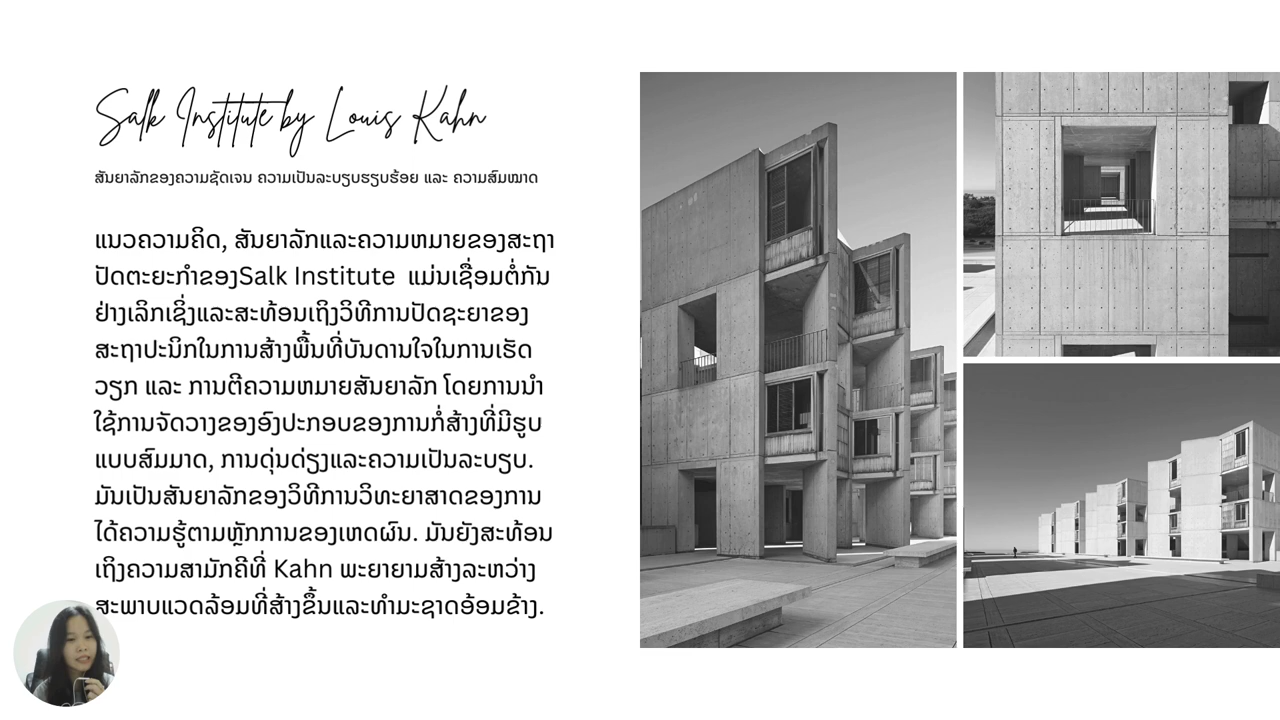 Salk Institute by Louis Kahn
ສັນຍາລັກຂອງຄວາມຊັດເຈນ ຄວາມເປັນລະບຽບຮຽບຮ້ອຍ ແລະ ຄວາມສົມໝາດ
ແນວຄວາມຄິດ, ສັນຍາລັກແລະຄວາມຫມາຍຂອງສະຖາ
ປັດຕະຍະກຳຂອງSalk Institute ແມ່ນເຊື່ອມຕໍ່ກັນ
ຢ່າງເລິກເຊິ່ງແລະສະທ້ອນເຖິງວິທີການປັດຊະຍາຂອງ
ສະຖາປະນິກໃນການສ້າງພື້ນທີ່ບັນດານໃຈໃນການເຮັດ
ວຽກ ແລະ ການຕີຄວາມຫມາຍສັນຍາລັກ ໂດຍການນຳ
ໃຊ້ການຈັດວາງຂອງອົງປະກອບຂອງການກໍ່ສ້າງທີ່ມີຮູບ
ແບບສົມມາດ, ການດຸ່ນດ່ຽງແລະຄວາມເປັນລະບຽບ.
ມັນເປັນສັນຍາລັກຂອງວິທີການວິທະຍາສາດຂອງການ
ໄດ້ຄວາມຮູ້ຕາມຫຼັກການຂອງເຫດຜົນ. ມັນຍັງສະທ້ອນ
ເຖິງຄວາມສາມັກຄີທີ່ Kahn ພະຍາຍາມສ້າງລະຫວ່າງ
ສະພາບແວດລ້ອມທີ່ສ້າງຂຶ້ນແລະທຳມະຊາດອ້ອມຂ້າງ.